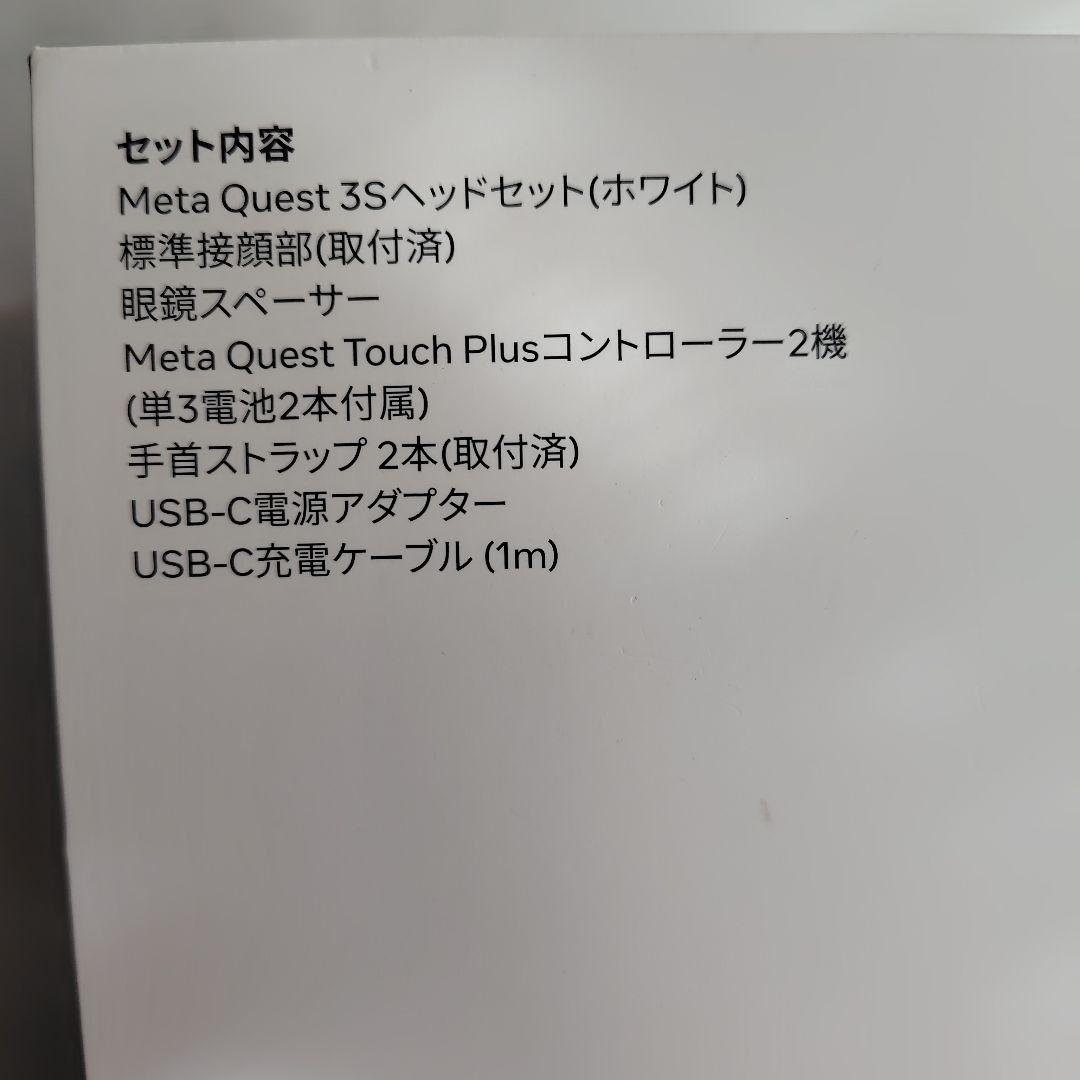 セット内容
Meta Quest 3Sヘッドセット(ホワイト)
標準接顔部(取付済)
眼鏡スペーサー
Meta Quest Touch Plusコントローラー2機
(単3電池2本付属)
手首ストラップ 2本(取付済)
USB-C電源アダプター
USB-C充電ケーブル (1m)